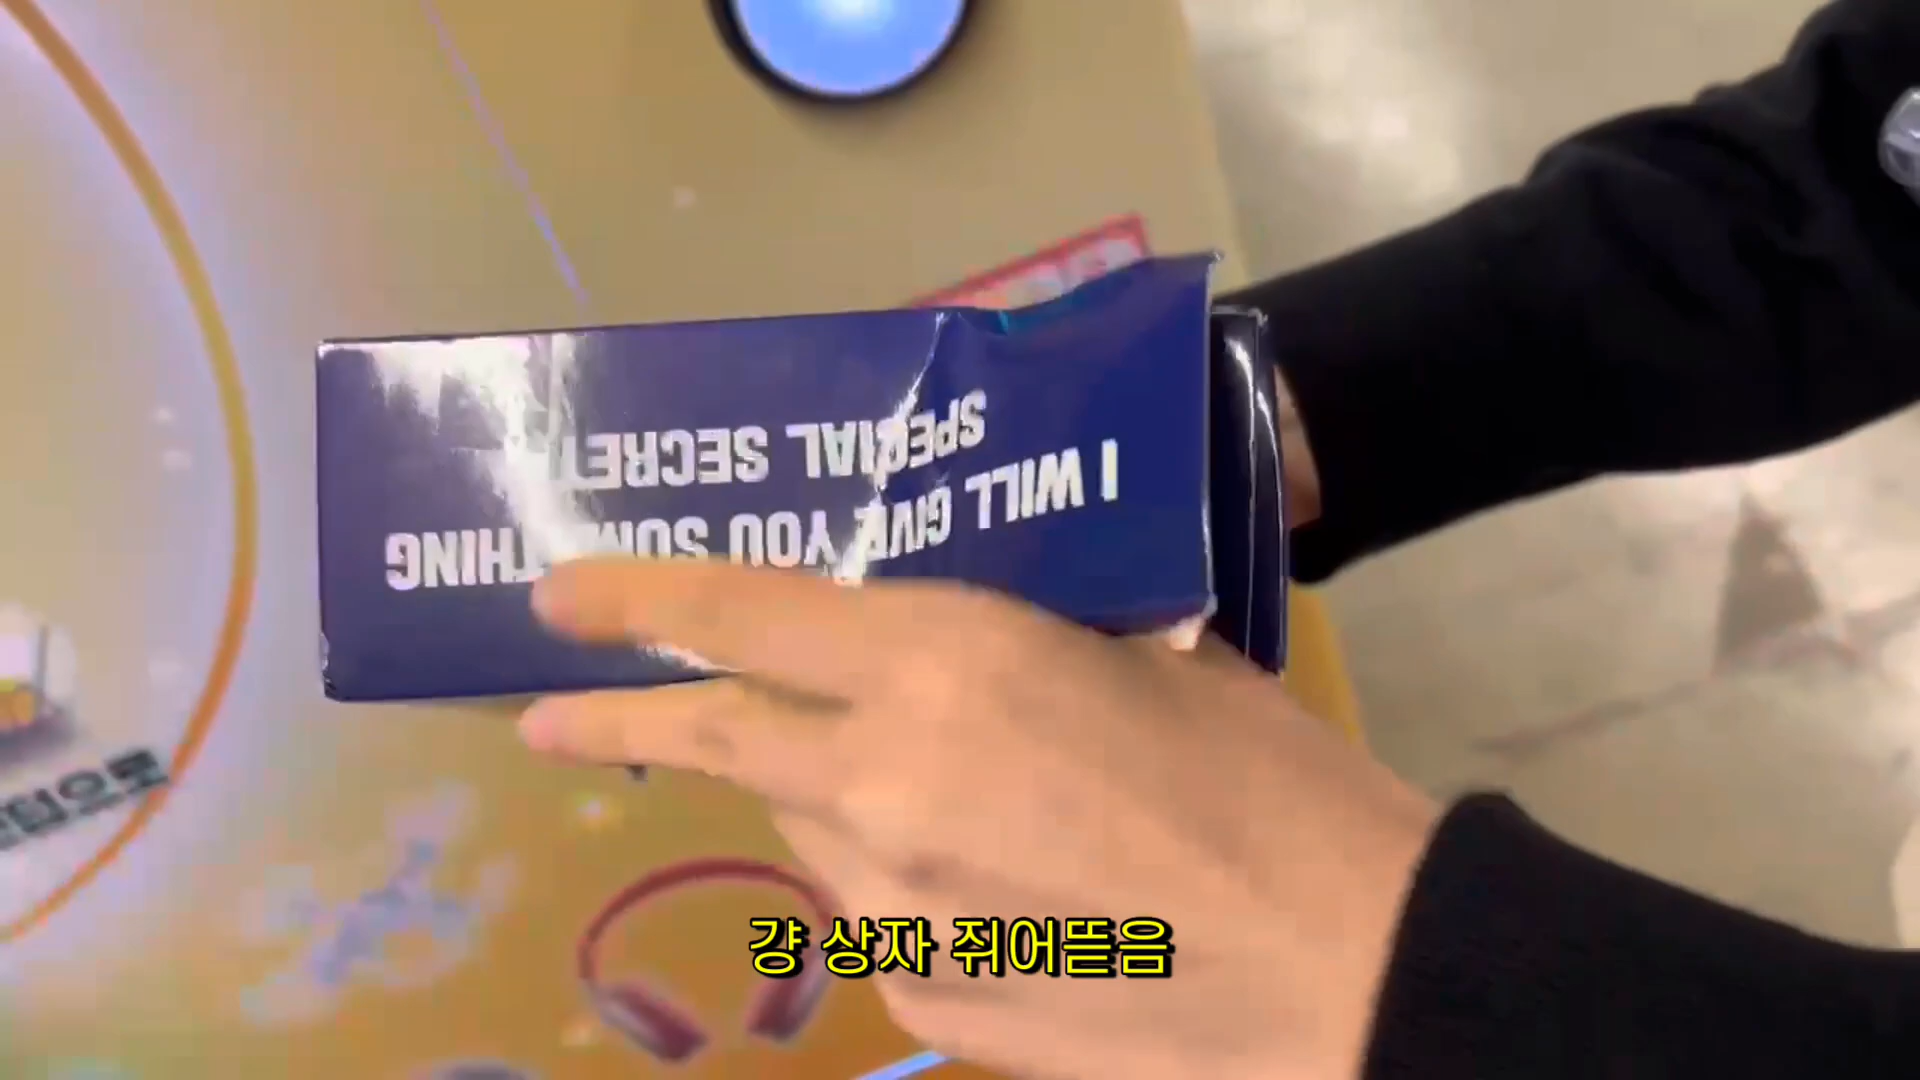 I WILL GIVE YOU SOMETHING
SPECIAL SECRET
걍 상자 쥐어뜯음